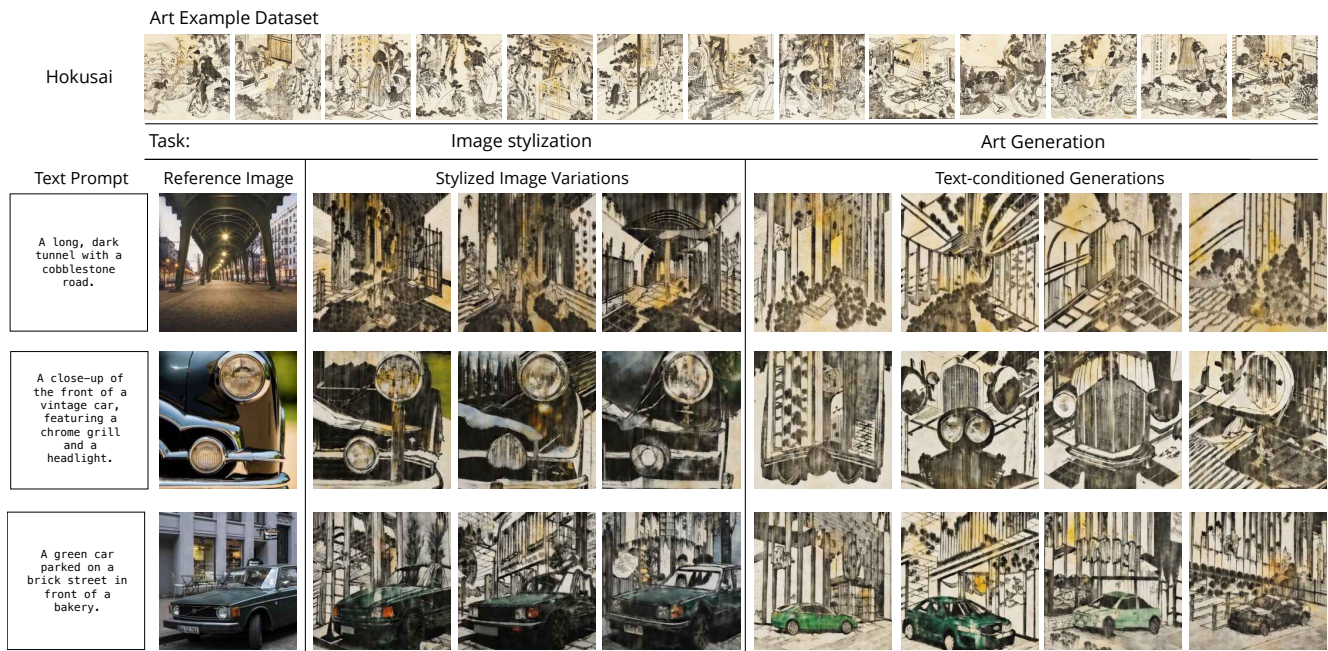 Art Example Dataset
Hokusai
Task:
Image stylization
Art Generation
Text Prompt
Reference Image
Stylized Image Variations
Text-conditioned Generations
A long, dark
tunnel with a
cobblestone
road.
A close-up of
the front of a
vintage car,
featuring a
chrome grill
and a
headlight.
A green car
parked on a
brick street in
front of a
bakery.